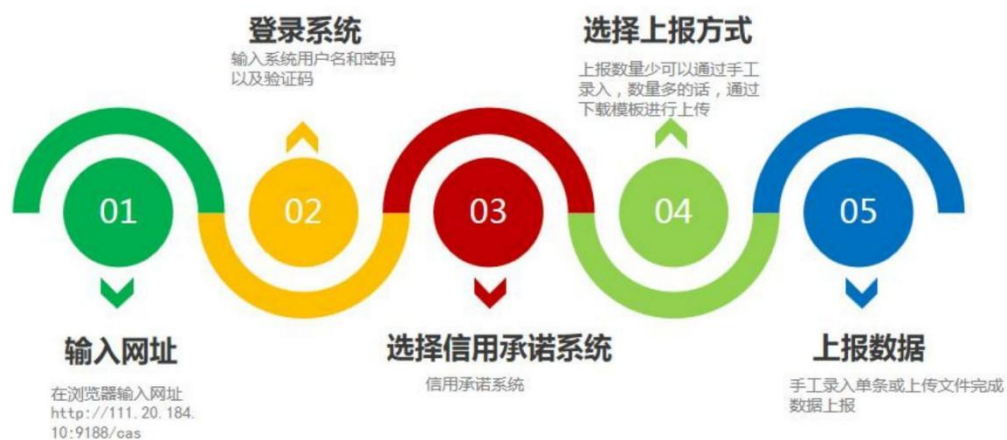 01
输入网址
在浏览器输入网址
http://111.20.184.
10:9188/cas
登录系统
输入系统用户名和密码
以及验证码
02
03
选择信用承诺系统
信用承诺系统
选择上报方式
上报数量少可以通过手工
录入，数量多的话，通过
下载模板进行上传
04
05
上报数据
手工录入单条或上传文件完成
数据上报